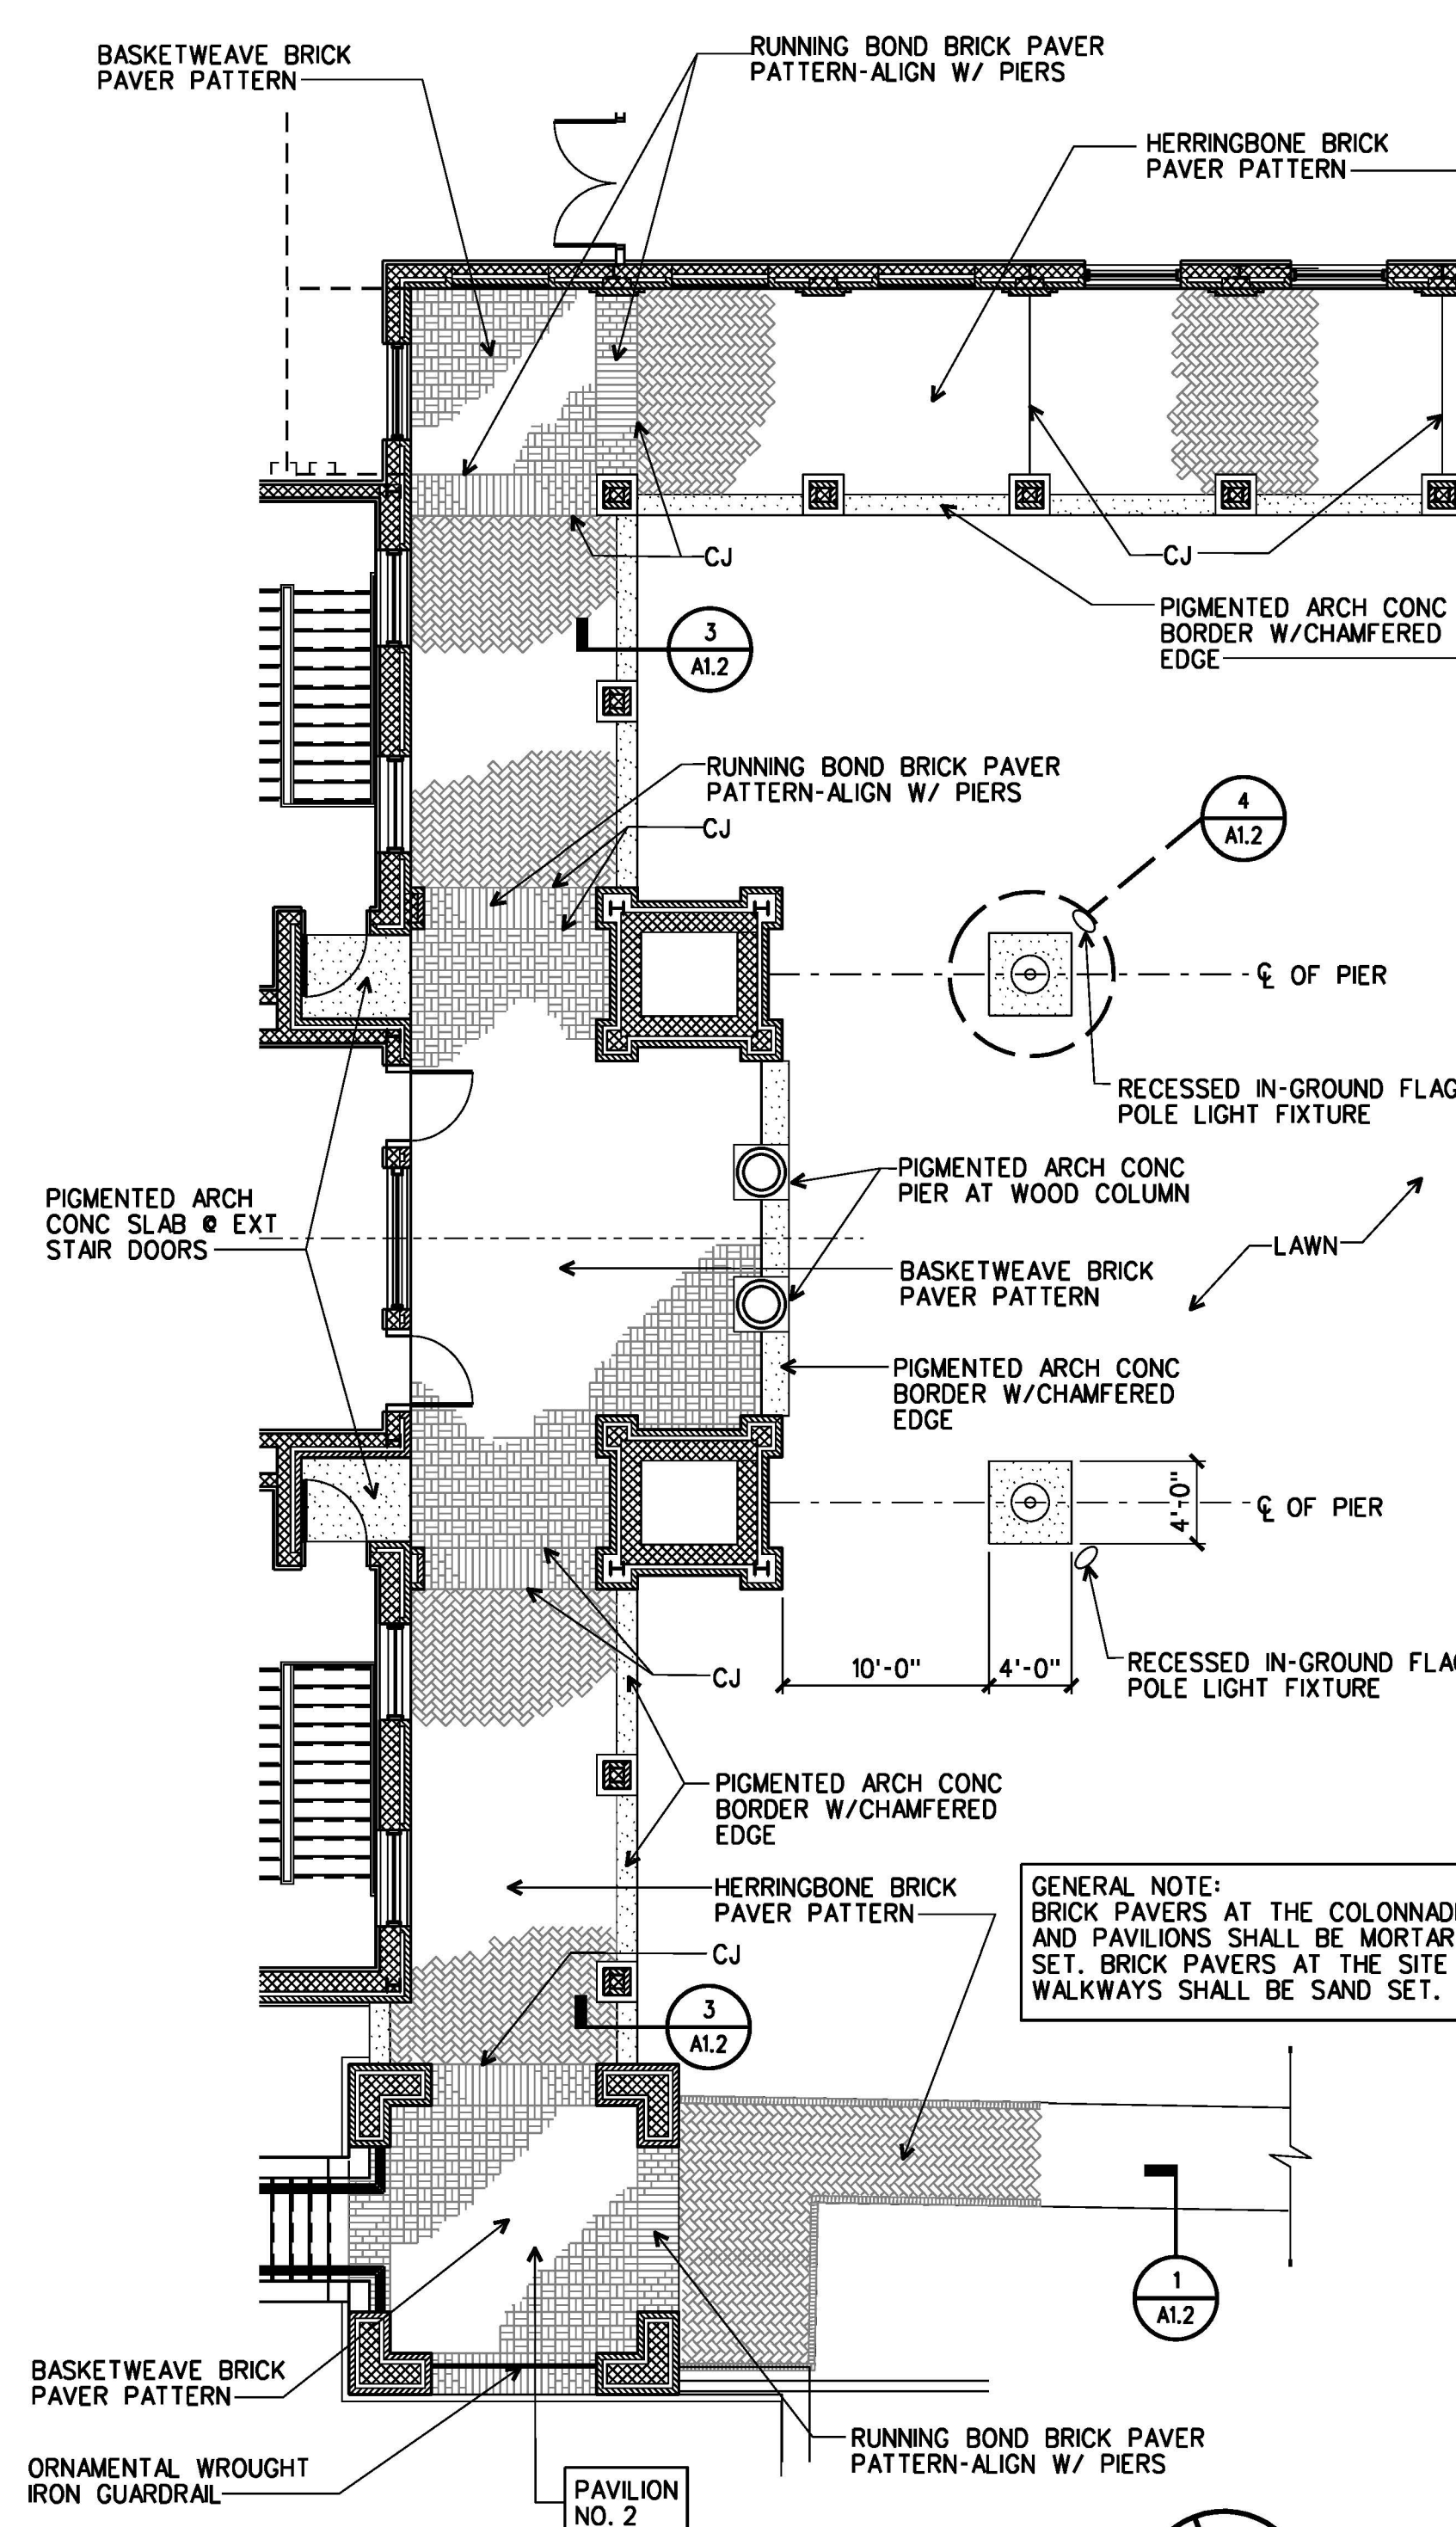 BASKETWEAVE BRICK
PAVER PATTERN
RUNNING BOND BRICK PAVER
PATTERN-ALIGN W/ PIERS
HERRINGBONE BRICK
PAVER PATTERN
CJ
CJ
PIGMENTED ARCH CONC
BORDER W/CHAMFERED
EDGE
3
A1.2
RUNNING BOND BRICK PAVER
PATTERN-ALIGN W/ PIERS
CJ
4
A1.2
℄ OF PIER
RECESSED IN-GROUND FLAG
POLE LIGHT FIXTURE
PIGMENTED ARCH CONC
PIER AT WOOD COLUMN
PIGMENTED ARCH
CONC SLAB @ EXT
STAIR DOORS
LAWN
BASKETWEAVE BRICK
PAVER PATTERN
PIGMENTED ARCH CONC
BORDER W/CHAMFERED
EDGE
4'-0"
℄ OF PIER
10'-0"
4'-0"
CJ
RECESSED IN-GROUND FLA
POLE LIGHT FIXTURE
PIGMENTED ARCH CONC
BORDER W/CHAMFERED
EDGE
HERRINGBONE BRICK
PAVER PATTERN
CJ
GENERAL NOTE:
BRICK PAVERS AT THE COLONNAD
AND PAVILIONS SHALL BE MORTAR
SET. BRICK PAVERS AT THE SITE
WALKWAYS SHALL BE SAND SET.
3
A1.2
1
A1.2
BASKETWEAVE BRICK
PAVER PATTERN
RUNNING BOND BRICK PAVER
PATTERN-ALIGN W/ PIERS
ORNAMENTAL WROUGHT
IRON GUARDRAIL
PAVILION
NO. 2